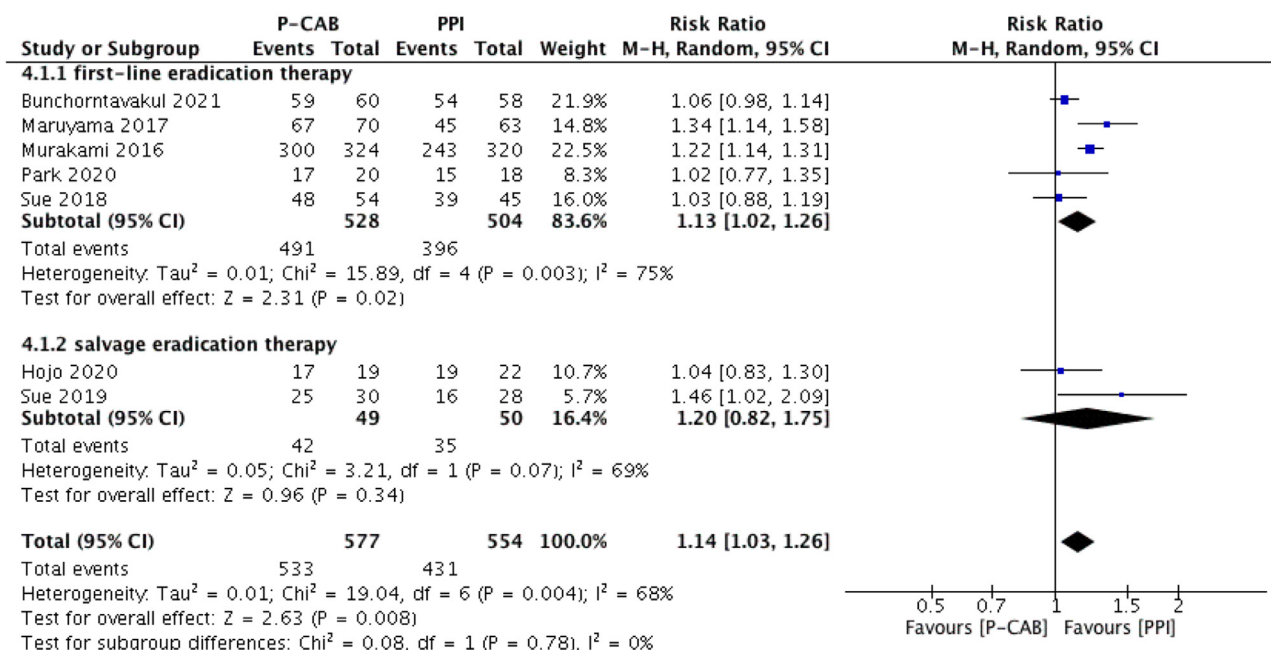 P-CAB PPI Risk Ratio Risk Ratio
Study or Subgroup Events Total Events Total Weight M-H, Random, 95% CI M-H, Random, 95% CI
4.1.1 first-line eradication therapy
Bunchorntavakul 2021 59 60 54 58 21.9% 1.06 [0.98, 1.14]
Maruyama 2017 67 70 45 63 14.8% 1.34 [1.14, 1.58]
Murakami 2016 300 324 243 320 22.5% 1.22 [1.14, 1.31]
Park 2020 17 20 15 18 8.3% 1.02 [0.77, 1.35]
Sue 2018 48 54 39 45 16.0% 1.03 [0.88, 1.19]
Subtotal (95% CI) 528 504 83.6% 1.13 [1.02, 1.26]
Total events 491 396
Heterogeneity: Tau² = 0.01; Chi² = 15.89, df = 4 (P = 0.003); I² = 75%
Test for overall effect: Z = 2.31 (P = 0.02)
4.1.2 salvage eradication therapy
Hojo 2020 17 19 19 22 10.7% 1.04 [0.83, 1.30]
Sue 2019 25 30 16 28 5.7% 1.46 [1.02, 2.09]
Subtotal (95% CI) 49 50 16.4% 1.20 [0.82, 1.75]
Total events 42 35
Heterogeneity: Tau² = 0.05; Chi² = 3.21, df = 1 (P = 0.07); I² = 69%
Test for overall effect: Z = 0.96 (P = 0.34)
Total (95% CI) 577 554 100.0% 1.14 [1.03, 1.26]
Total events 533 431
Heterogeneity: Tau² = 0.01; Chi² = 19.04, df = 6 (P = 0.004); I² = 68%
Test for overall effect: Z = 2.63 (P = 0.008)
Test for subgroup differences: Chi² = 0.08, df = 1 (P = 0.78), I² = 0%
0.5 0.7 1 1.5 2
Favours [P-CAB] Favours [PPI]